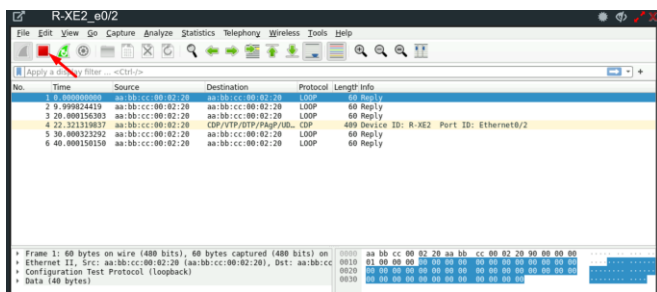 R-XE2_e0/2
File Edit View Go Capture Analyze Statistics Telephony Wireless Tools Help
Apply a display filter ... <Ctrl-/>
No. Time Source Destination Protocol Length Info
1 0.000000000 aa:bb:cc:00:02:20 aa:bb:cc:00:02:20 LOOP 60 Reply
2 9.999824419 aa:bb:cc:00:02:20 aa:bb:cc:00:02:20 LOOP 60 Reply
3 20.000156303 aa:bb:cc:00:02:20 aa:bb:cc:00:02:20 LOOP 60 Reply
4 22.321319837 aa:bb:cc:00:02:20 CDP/VTP/DTP/PAgP/UD… CDP 409 Device ID: R-XE2 Port ID: Ethernet0/2
5 30.000323292 aa:bb:cc:00:02:20 aa:bb:cc:00:02:20 LOOP 60 Reply
6 40.000150150 aa:bb:cc:00:02:20 aa:bb:cc:00:02:20 LOOP 60 Reply
Frame 1: 60 bytes on wire (480 bits), 60 bytes captured (480 bits) on
Ethernet II, Src: aa:bb:cc:00:02:20 (aa:bb:cc:00:02:20), Dst: aa:bb:cc
Configuration Test Protocol (loopback)
Data (40 bytes)
0000 aa bb cc 00 02 20 aa bb cc 00 02 20 90 00 00 00
0010 01 00 00 00 00 00 00 00 00 00 00 00 00 00 00 00
0020 00 00 00 00 00 00 00 00 00 00 00 00 00 00 00 00
0030 00 00 00 00 00 00 00 00 00 00 00 00